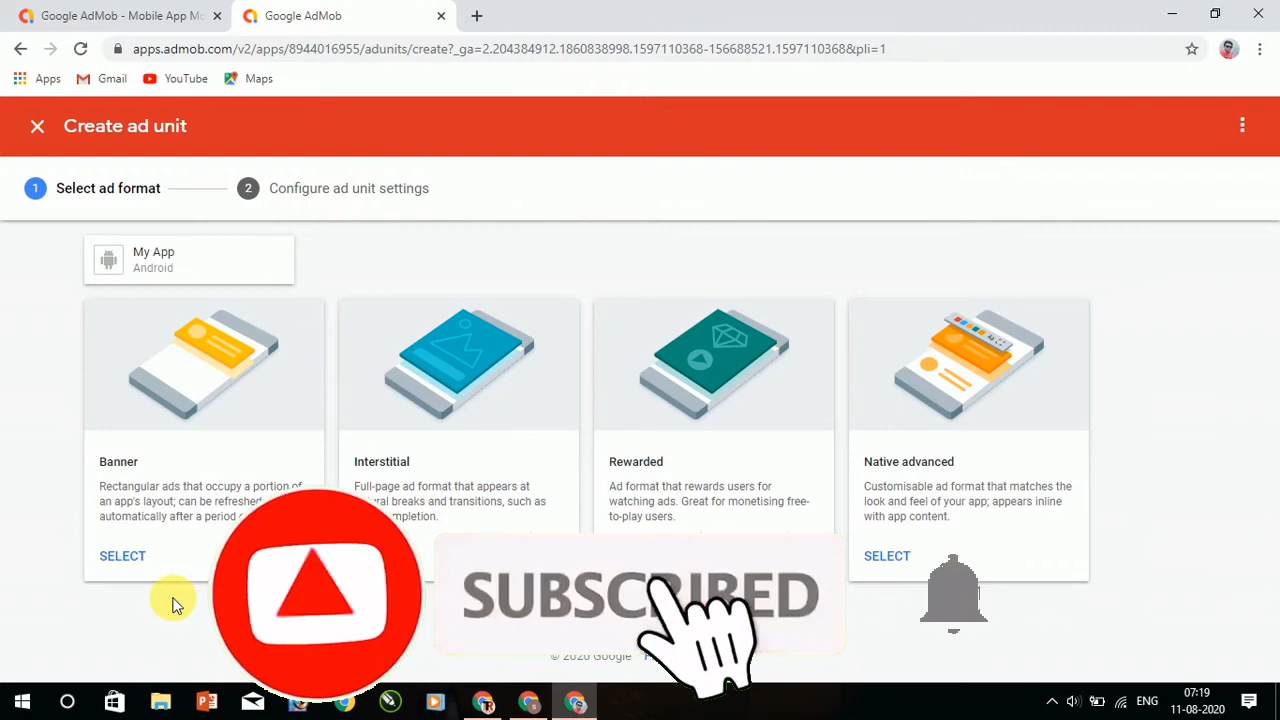 Google AdMob - Mobile App Mo
Google AdMob
apps.admob.com/v2/apps/8944016955/adunits/create?_ga=2.204384912.1860838998.1597110368-156688521.1597110368&pli=1
Apps
Gmail
YouTube
Maps
Create ad unit
1 Select ad format
2 Configure ad unit settings
My App
Android
Banner
Rectangular ads that occupy a portion of
an app's layout; can be refreshed
automatically after a period
SELECT
Interstitial
Full-page ad format that appears at
breaks and transitions, such as
Rewarded
Ad format that rewards users for
watching ads. Great for monetising free-
to-play users.
Native advanced
Customisable ad format that matches the
look and feel of your app; appears inline
with app content.
SELECT
SUBSCRIBED
© 2020 Google
ENG
07:19
11-08-2020